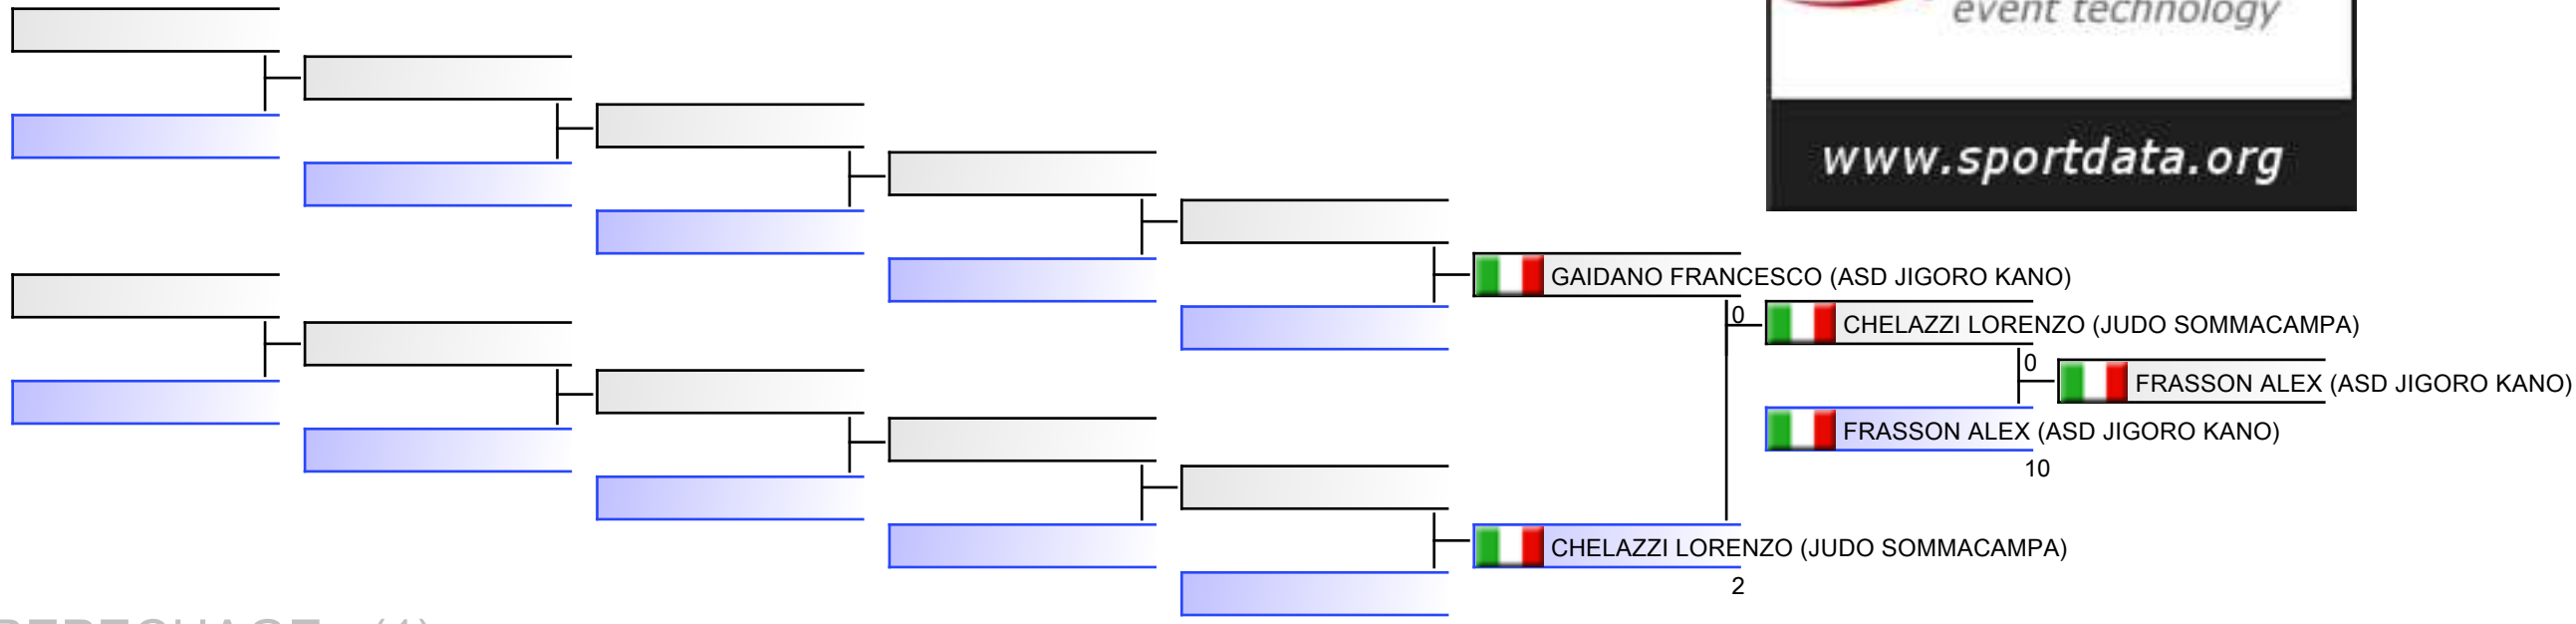 event technology
www.sportdata.org
GAIDANO FRANCESCO (ASD JIGORO KANO)
0
CHELAZZI LORENZO (JUDO SOMMACAMPA)
0
FRASSON ALEX (ASD JIGORO KANO)
FRASSON ALEX (ASD JIGORO KANO)
10
CHELAZZI LORENZO (JUDO SOMMACAMPA)
2